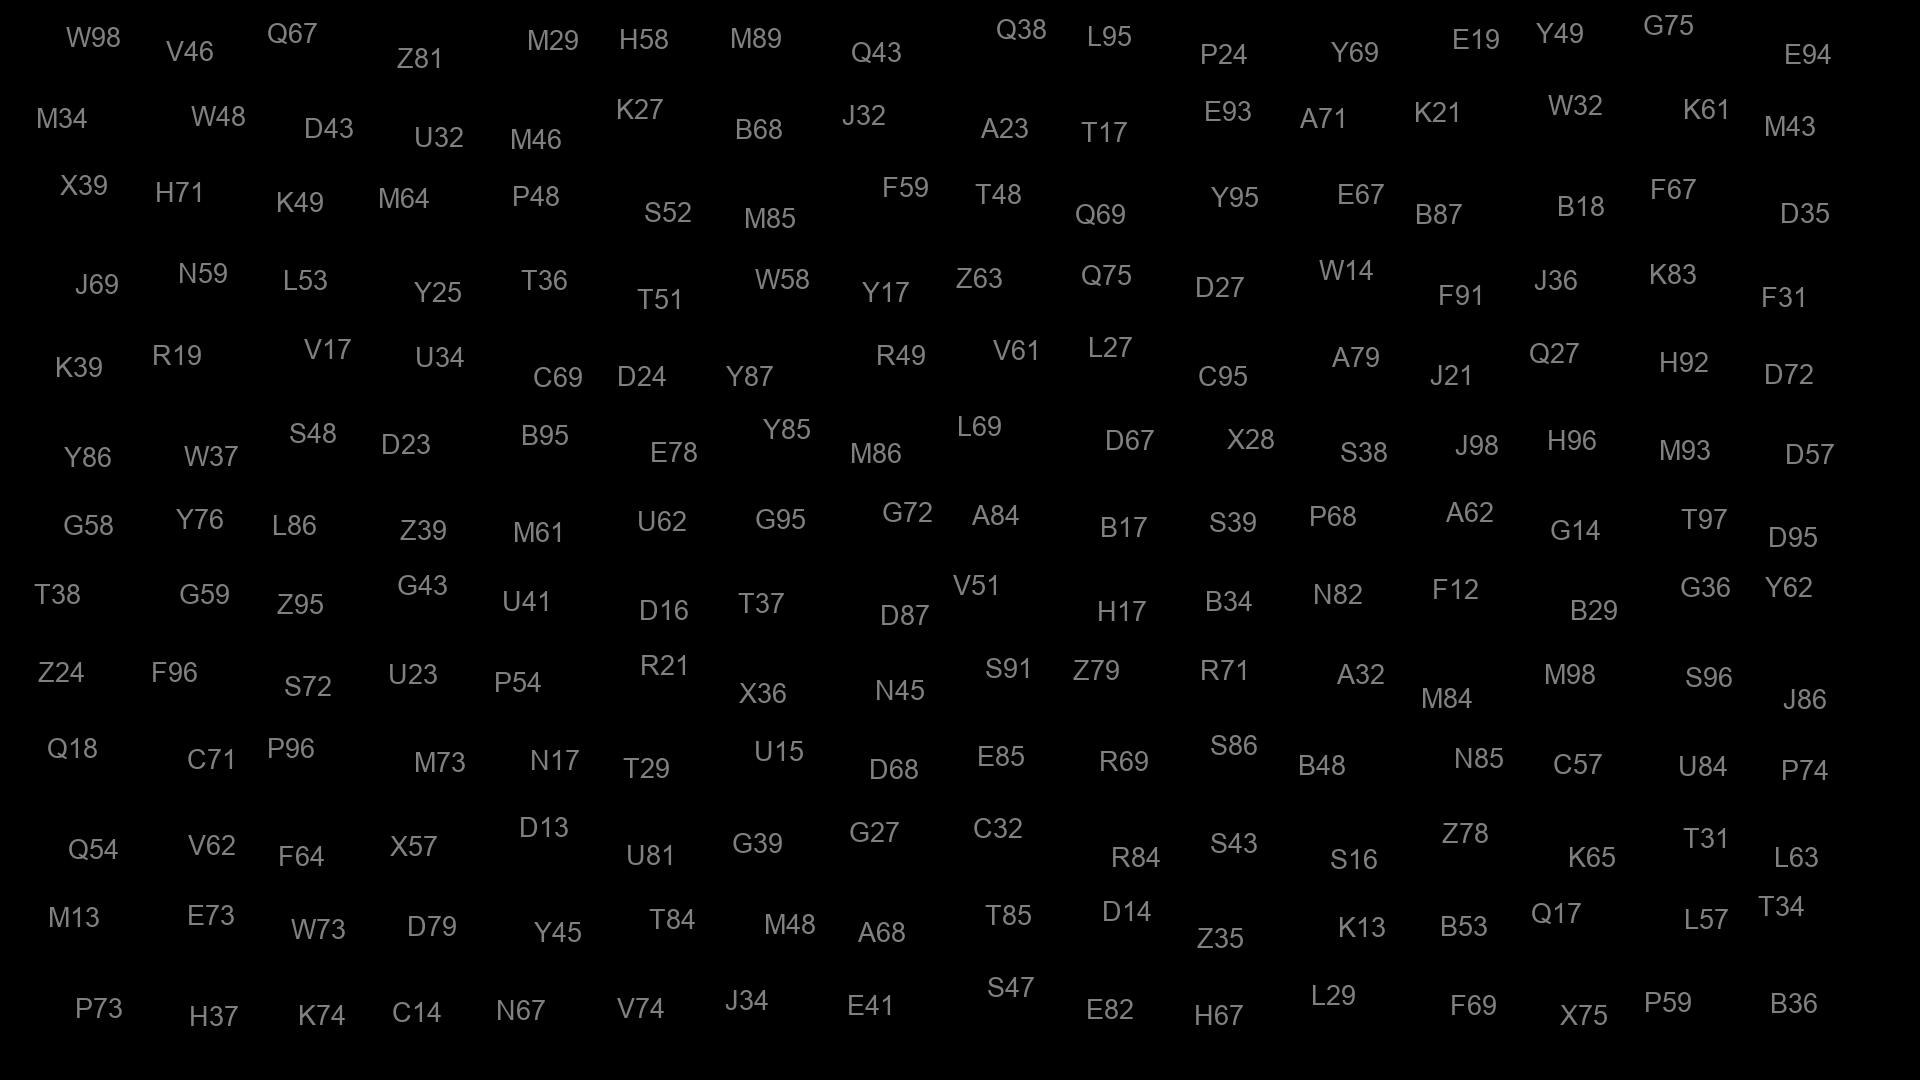 W98 V46 Q67 Z81 M29 H58 M89 Q43 Q38 L95 P24 Y69 E19 Y49 G75 E94
M34 W48 D43 U32 M46 K27 B68 J32 A23 T17 E93 A71 K21 W32 K61 M43
X39 H71 K49 M64 P48 S52 M85 F59 T48 Q69 Y95 E67 B87 B18 F67 D35
J69 N59 L53 Y25 T36 T51 W58 Y17 Z63 Q75 D27 W14 F91 J36 K83 F31
K39 R19 V17 U34 C69 D24 Y87 R49 V61 L27 C95 A79 J21 Q27 H92 D72
Y86 W37 S48 D23 B95 E78 Y85 M86 L69 D67 X28 S38 J98 H96 M93 D57
G58 Y76 L86 Z39 M61 U62 G95 G72 A84 B17 S39 P68 A62 G14 T97 D95
T38 G59 Z95 G43 U41 D16 T37 D87 V51 H17 B34 N82 F12 B29 G36 Y62
Z24 F96 S72 U23 P54 R21 X36 N45 S91 Z79 R71 A32 M84 M98 S96 J86
Q18 C71 P96 M73 N17 T29 U15 D68 E85 R69 S86 B48 N85 C57 U84 P74
Q54 V62 F64 X57 D13 U81 G39 G27 C32 R84 S43 S16 Z78 K65 T31 L63
M13 E73 W73 D79 Y45 T84 M48 A68 T85 D14 Z35 K13 B53 Q17 L57 T34
P73 H37 K74 C14 N67 V74 J34 E41 S47 E82 H67 L29 F69 X75 P59 B36